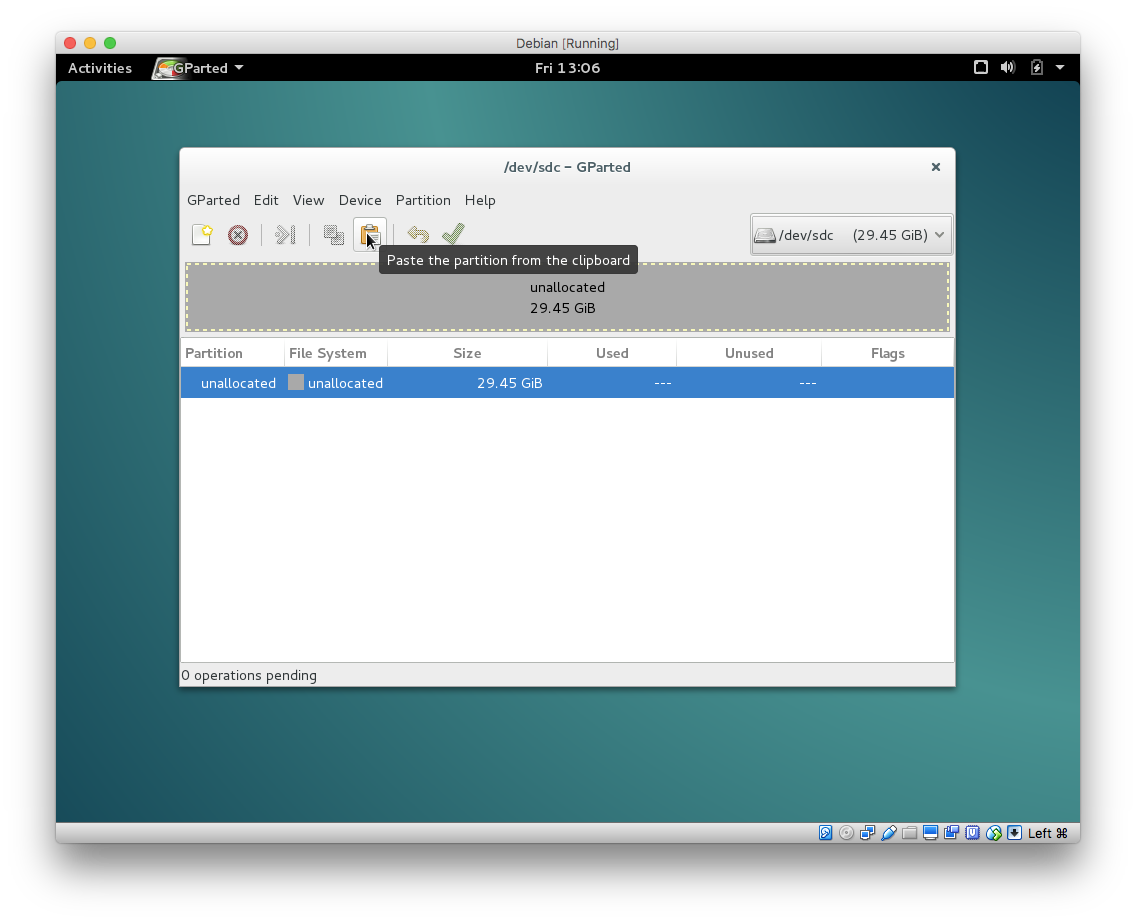 Debian [Running]
Activities GParted Fri 13:06
/dev/sdc – GParted
GParted Edit View Device Partition Help
/dev/sdc (29.45 GiB)
Paste the partition from the clipboard
unallocated
29.45 GiB
Partition File System Size Used Unused Flags
unallocated unallocated 29.45 GiB --- ---
0 operations pending
Left ⌘